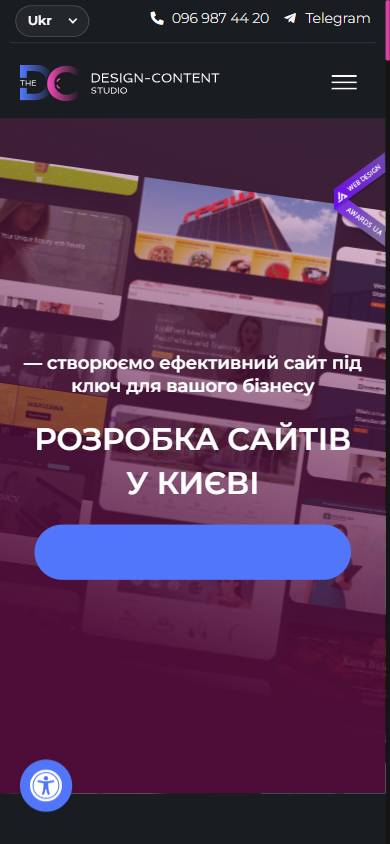 Ukr
096 987 44 20
Telegram
THE DC
DESIGN-CONTENT
STUDIO
WEB DESIGN
AWARDS UA
— створюємо ефективний сайт під
ключ для вашого бізнесу
РОЗРОБКА САЙТІВ
У КИЄВІ